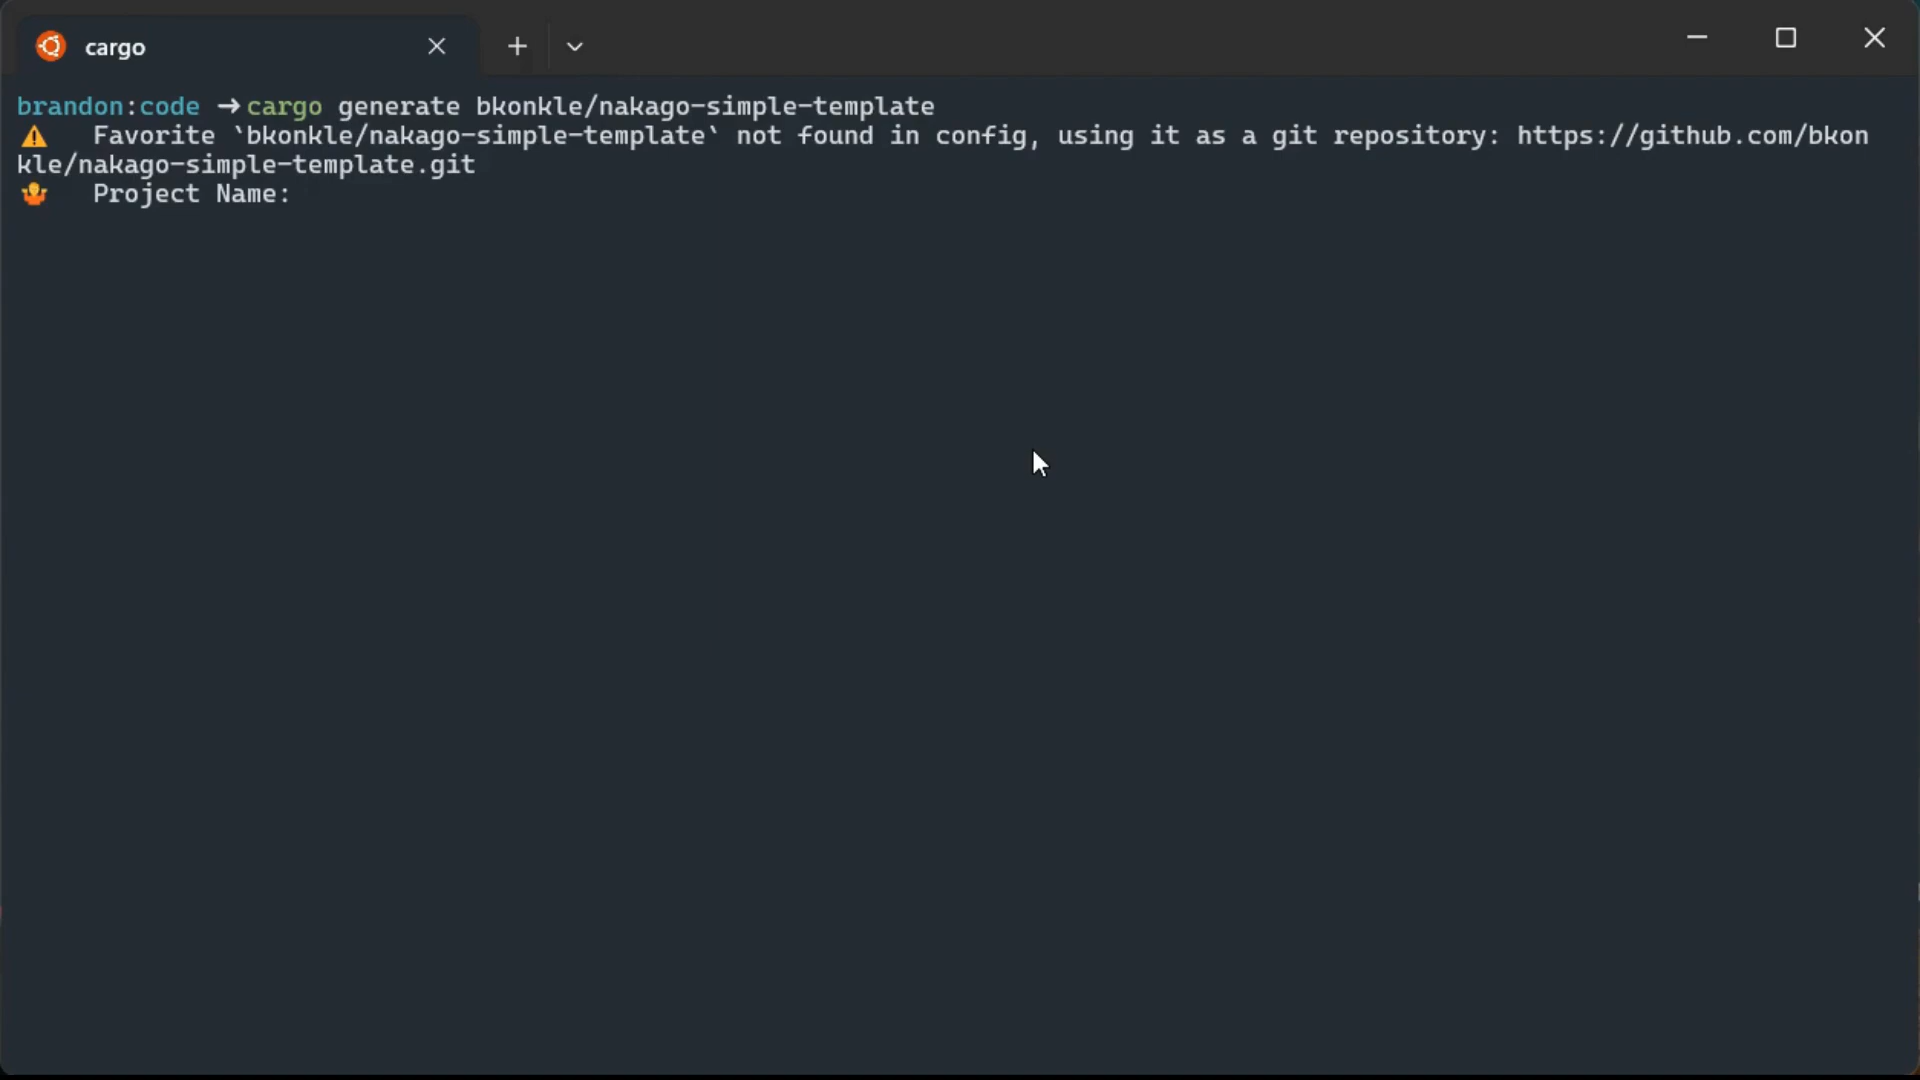 cargo
brandon:code → cargo generate bkonkle/nakago-simple-template
⚠️ Favorite `bkonkle/nakago-simple-template` not found in config, using it as a git repository: https://github.com/bkon
kle/nakago-simple-template.git
🤷 Project Name: